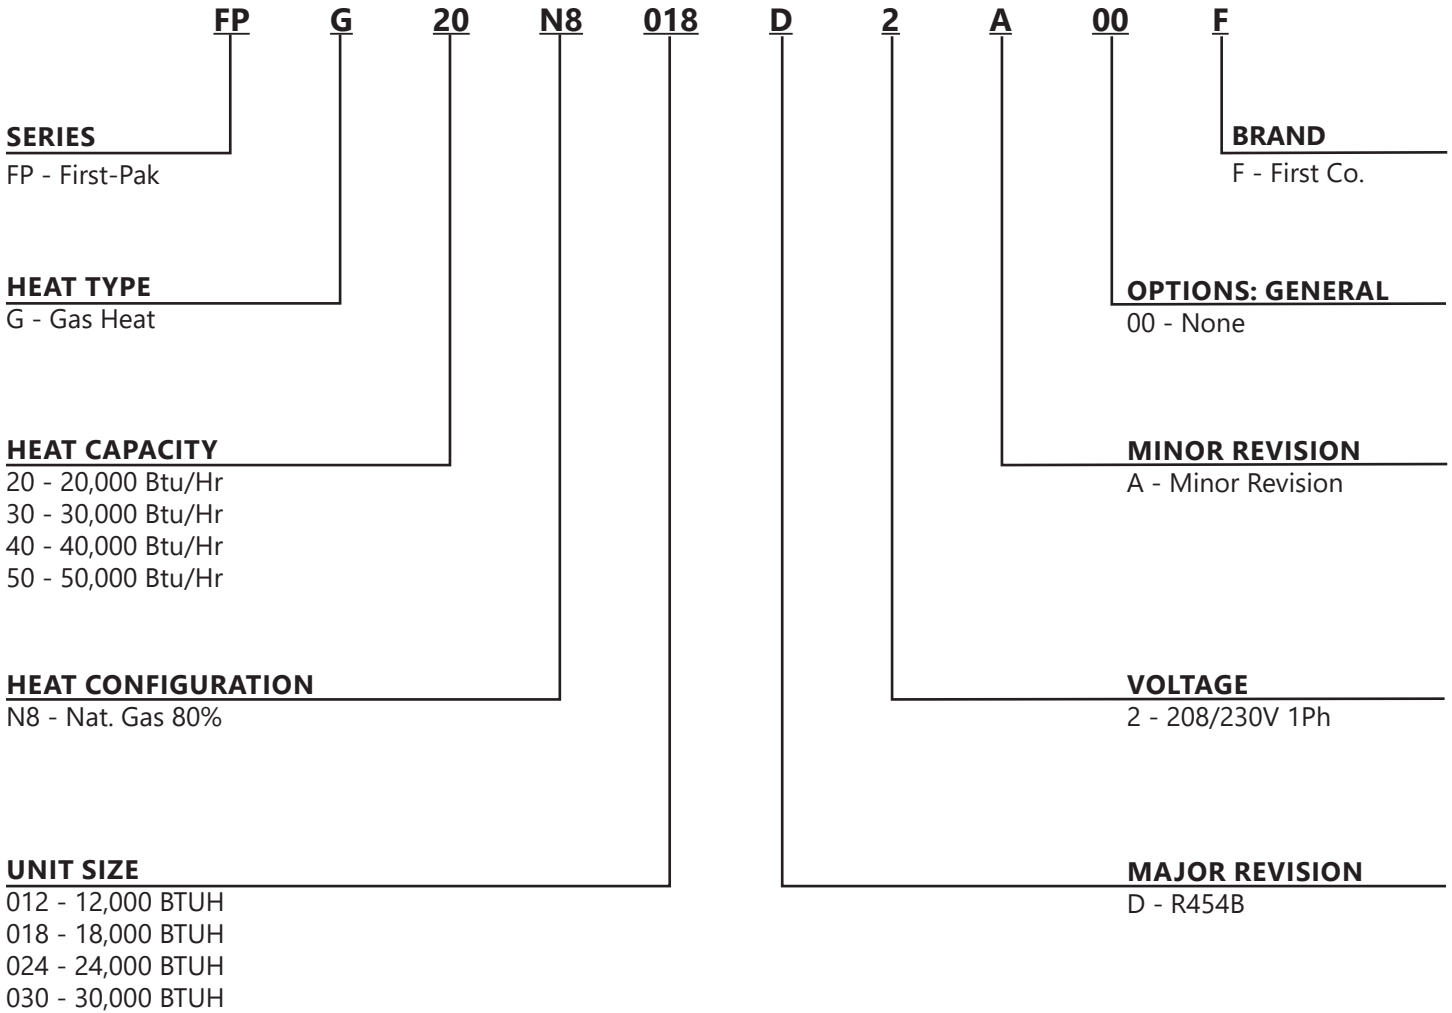 FP G 20 N8 018 D 2 A 00 F
SERIES
FP - First-Pak
HEAT TYPE
G - Gas Heat
HEAT CAPACITY
20 - 20,000 Btu/Hr
30 - 30,000 Btu/Hr
40 - 40,000 Btu/Hr
50 - 50,000 Btu/Hr
HEAT CONFIGURATION
N8 - Nat. Gas 80%
UNIT SIZE
012 - 12,000 BTUH
018 - 18,000 BTUH
024 - 24,000 BTUH
030 - 30,000 BTUH
BRAND
F - First Co.
OPTIONS: GENERAL
00 - None
MINOR REVISION
A - Minor Revision
VOLTAGE
2 - 208/230V 1Ph
MAJOR REVISION
D - R454B